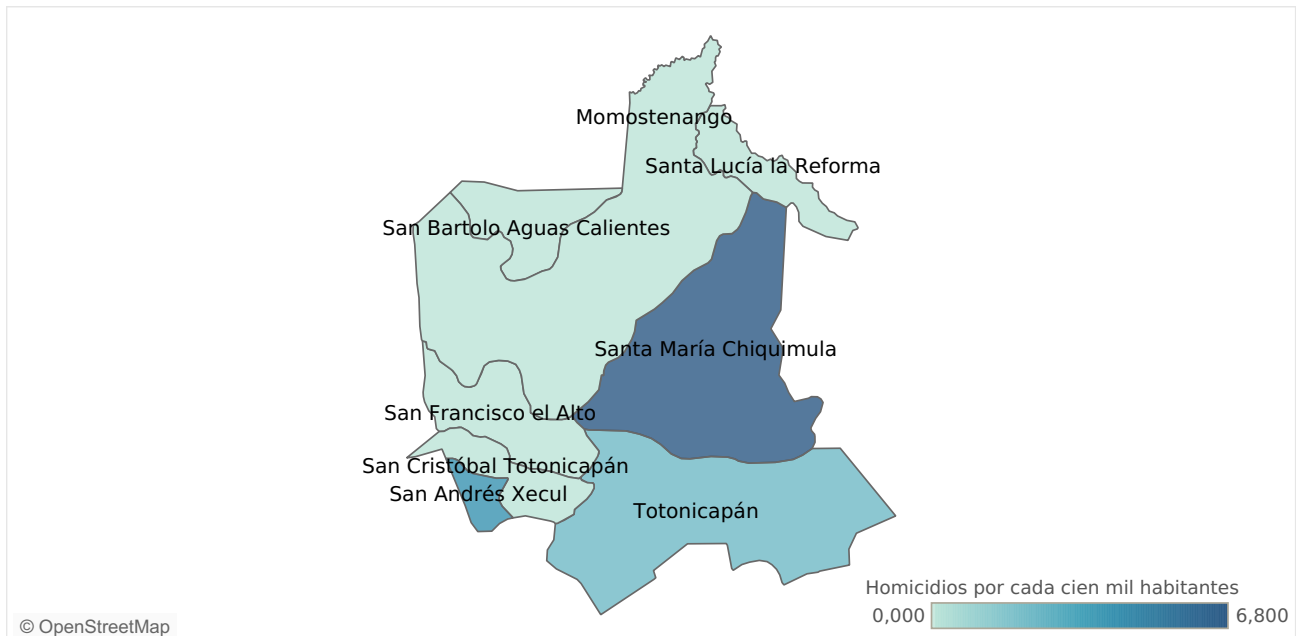 Momostenango
Santa Lucía la Reforma
San Bartolo Aguas Calientes
Santa María Chiquimula
San Francisco el Alto
San Cristóbal Totonicapán
San Andrés Xecul
Totonicapán
Homicidios por cada cien mil habitantes
0,000 6,800
© OpenStreetMap